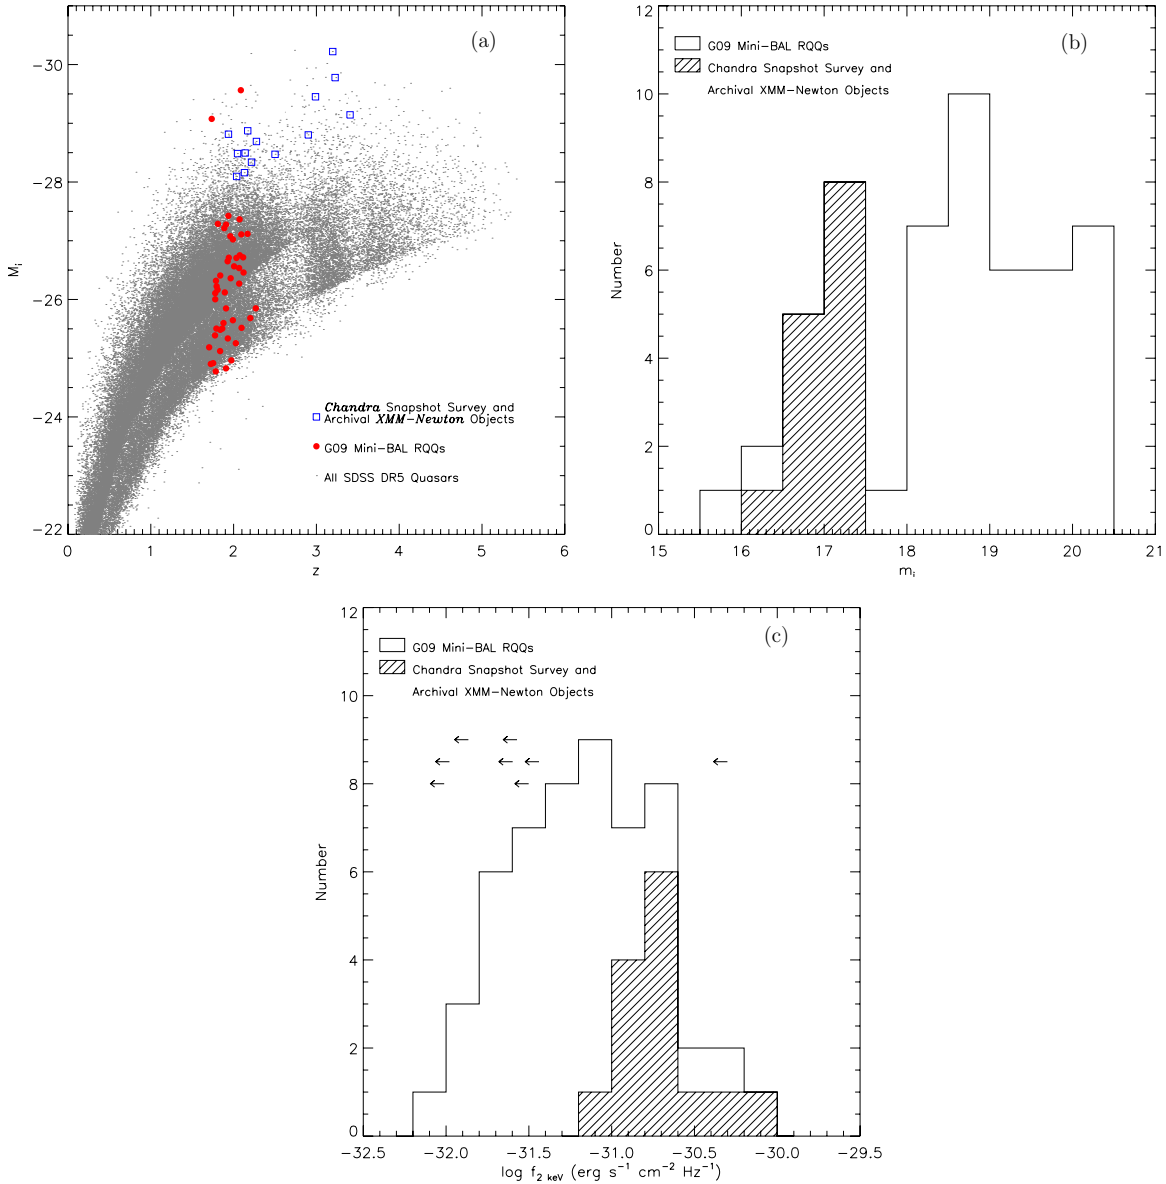 (a)
−30
−28
−26
−24
−22
M_i
Chandra Snapshot Survey and
Archival XMM−Newton Objects
G09 Mini−BAL RQQs
All SDSS DR5 Quasars
0 1 2 3 4 5 6
z
(b)
12
10
8
6
4
2
0
Number
G09 Mini−BAL RQQs
Chandra Snapshot Survey and
Archival XMM−Newton Objects
15 16 17 18 19 20 21
m_i
(c)
12
10
8
6
4
2
0
Number
G09 Mini−BAL RQQs
Chandra Snapshot Survey and
Archival XMM−Newton Objects
−32.5 −32.0 −31.5 −31.0 −30.5 −30.0 −29.5
log f_2 keV (erg s⁻¹ cm⁻² Hz⁻¹)